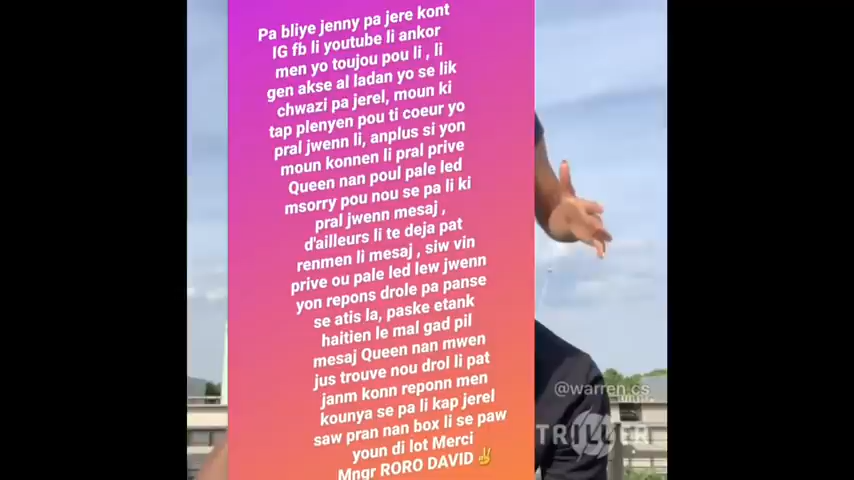 Pa bliye jenny pa jere kont
IG fb li youtube li ankor
men yo toujou pou li , li
gen akse al ladan yo se lik
chwazi pa jerel, moun ki
tap plenyen pou ti coeur yo
pral jwenn li, anplus si yon
moun konnen li pral prive
Queen nan poul pale led
msorry pou nou se pa li ki
pral jwenn mesaj ,
d'ailleurs li te deja pat
renmen li mesaj , siw vin
prive ou pale led lew jwenn
yon repons drole pa panse
se atis la, paske etank
haitien le mal gad pil
mesaj Queen nan mwen
jus trouve nou drol li pat
janm konn reponn men
kounya se pa li kap jerel
saw pran nan box li se paw
youn di lot Merci
Mngr RORO DAVID ✌️
@warren.cs
TRILLER